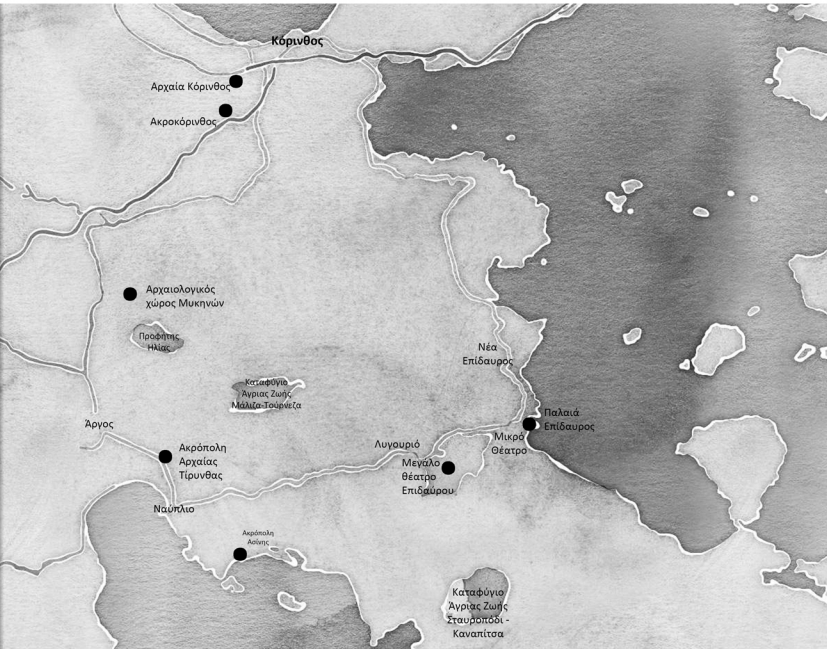 Κόρινθος
Αρχαία Κόρινθος
Ακροκόρινθος
Αρχαιολογικός
χώρος Μυκηνών
Προφήτης
Ηλίας
Νέα
Επίδαυρος
Καταφύγιο
Άγριας Ζωής
Μάλιζα-Τούρνεζα
Παλαιά
Επίδαυρος
Άργος
Μικρό
Θέατρο
Λυγουριό
Ακρόπολη
Αρχαίας
Τίρυνθας
Μεγάλο
θέατρο
Επιδαύρου
Ναύπλιο
Ακρόπολη
Ασίνης
Καταφύγιο
Άγριας Ζωής
Σταυροπόδι -
Καναπίτσα